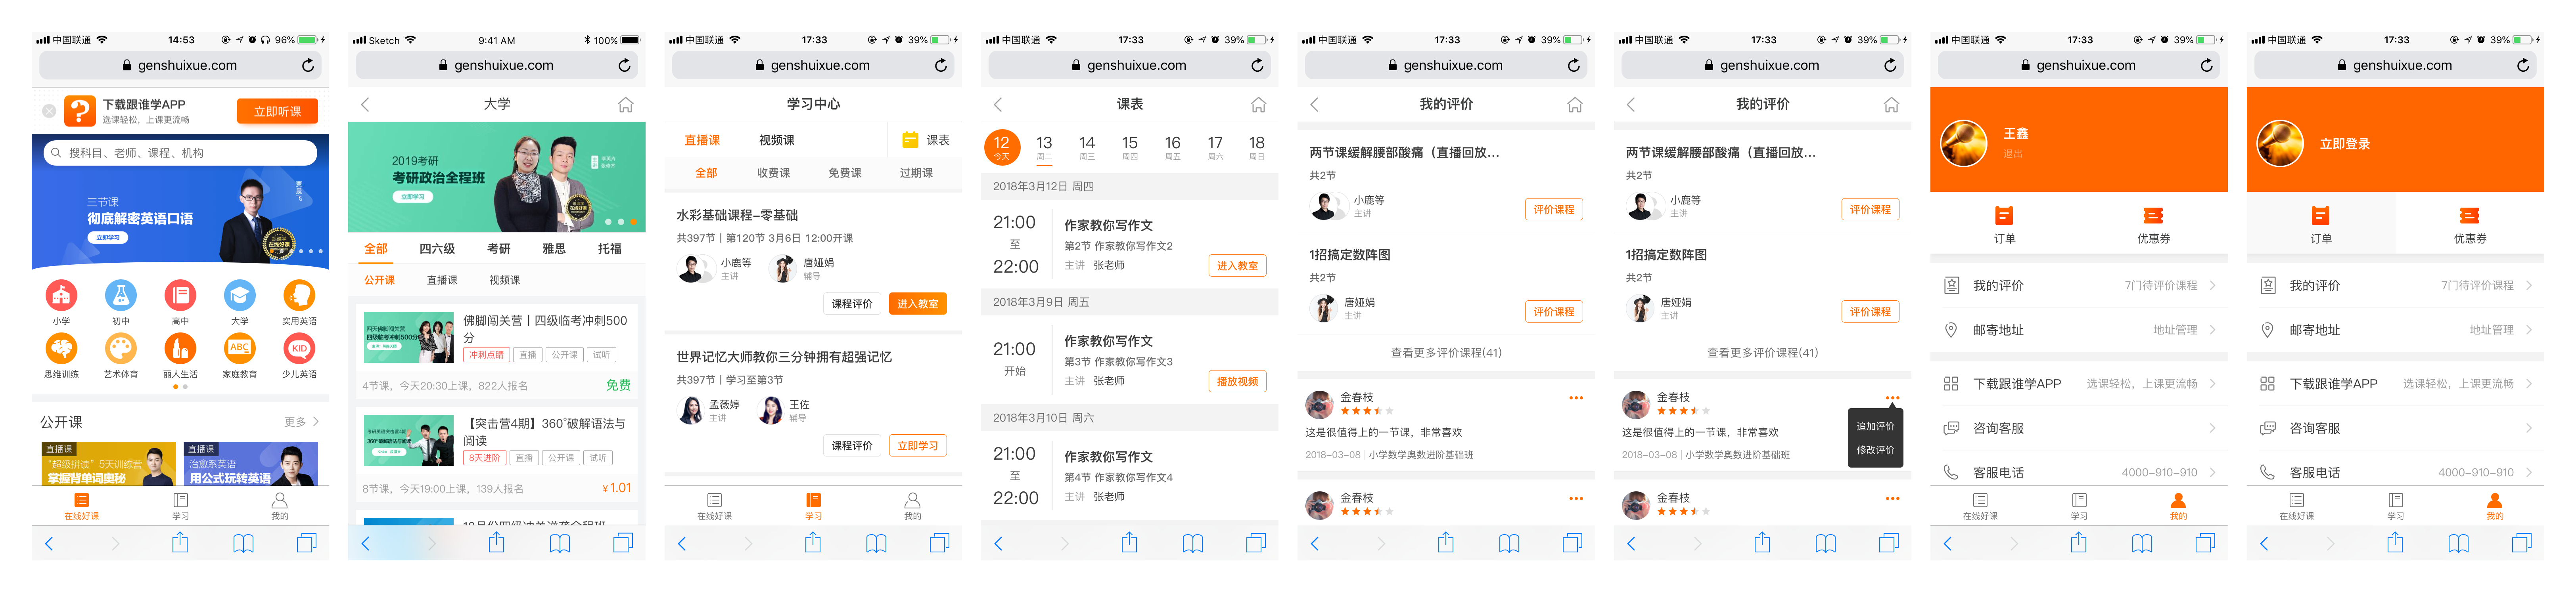 中国联通 14:53 96%
genshuixue.com
下载跟谁学APP
选课轻松，上课更流畅
立即听课
搜科目、老师、课程、机构
三节课
彻底解密英语口语
立即学习
在线好课
小学 初中 高中 大学 实用英语
思维训练 艺术体育 丽人生活 家庭教育 少儿英语
ABC KID
公开课 更多
直播课 直播课
“超级拼读”5天训练营 治愈系英语
掌握背单词奥秘 用公式玩转英语
在线好课 学习 我的
Sketch 9:41 AM 100%
genshuixue.com
大学
2019考研
考研政治全程班
立即学习
全部 四六级 考研 雅思 托福
公开课 直播课 视频课
四天佛脚闯关营
四级临考冲刺500分
佛脚闯关营丨四级临考冲刺500
分
冲刺点睛 直播 公开课 试听
4节课，今天20:30上课，822人报名 免费
360°破解语法与阅读
【突击营4期】360°破解语法与
阅读
8天进阶 直播 公开课 试听
8节课，今天19:00上课，139人报名 ¥1.01
中国联通 17:33 39%
genshuixue.com
学习中心
直播课 视频课 课表
全部 收费课 免费课 过期课
水彩基础课程-零基础
共397节丨第120节 3月6日 12:00开课
小鹿等 唐娅娟
主讲 辅导
课程评价 进入教室
世界记忆大师教你三分钟拥有超强记忆
共397节丨学习至第3节
孟薇婷 王佐
主讲 辅导
课程评价 立即学习
在线好课 学习 我的
中国联通 17:33 39%
genshuixue.com
课表
12 13 14 15 16 17 18
今天 周二 周三 周四 周五 周六 周日
2018年3月12日 周四
21:00
至
22:00
作家教你写作文
第2节 作家教你写作文2
主讲 张老师
进入教室
2018年3月9日 周五
21:00
开始
作家教你写作文
第3节 作家教你写作文3
主讲 张老师
播放视频
2018年3月10日 周六
21:00
至
22:00
作家教你写作文
第4节 作家教你写作文4
主讲 张老师
中国联通 17:33 39%
genshuixue.com
我的评价
两节课缓解腰部酸痛（直播回放...
共2节
小鹿等
主讲
评价课程
1招搞定数阵图
共2节
唐娅娟
主讲
评价课程
查看更多评价课程(41)
金春枝
这是很值得上的一节课，非常喜欢
2018-03-08 | 小学数学奥数进阶基础班
金春枝
中国联通 17:33 39%
genshuixue.com
我的评价
两节课缓解腰部酸痛（直播回放...
共2节
小鹿等
主讲
评价课程
1招搞定数阵图
共2节
唐娅娟
主讲
评价课程
查看更多评价课程(41)
金春枝
追加评价
修改评价
这是很值得上的一节课，非常喜欢
2018-03-08 | 小学数学奥数进阶基础班
金春枝
中国联通 17:33 39%
genshuixue.com
王鑫
退出
订单 优惠券
我的评价 7门待评价课程
邮寄地址 地址管理
下载跟谁学APP 选课轻松，上课更流畅
咨询客服
客服电话 4000-910-910
在线好课 学习 我的
中国联通 17:33 39%
genshuixue.com
立即登录
订单 优惠券
我的评价 7门待评价课程
邮寄地址 地址管理
下载跟谁学APP 选课轻松，上课更流畅
咨询客服
客服电话 4000-910-910
在线好课 学习 我的